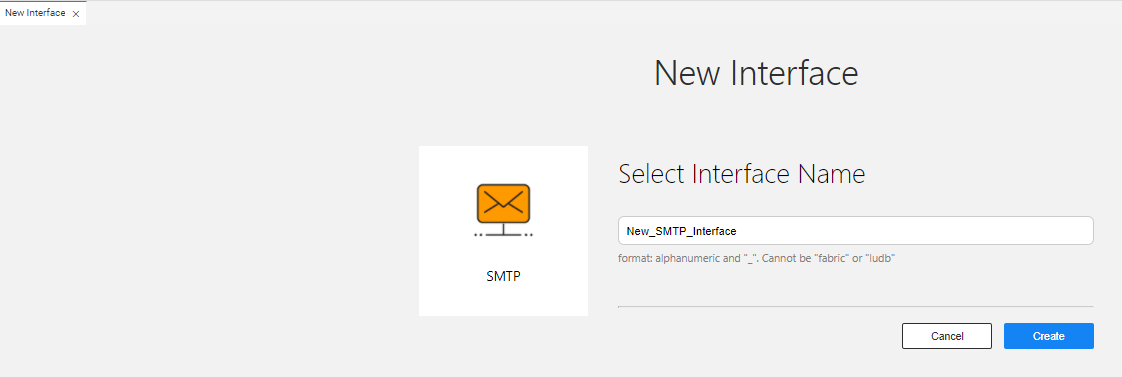 New Interface ×
New Interface
Select Interface Name
New_SMTP_Interface
format: alphanumeric and "_". Cannot be "fabric" or "ludb"
SMTP
Cancel
Create